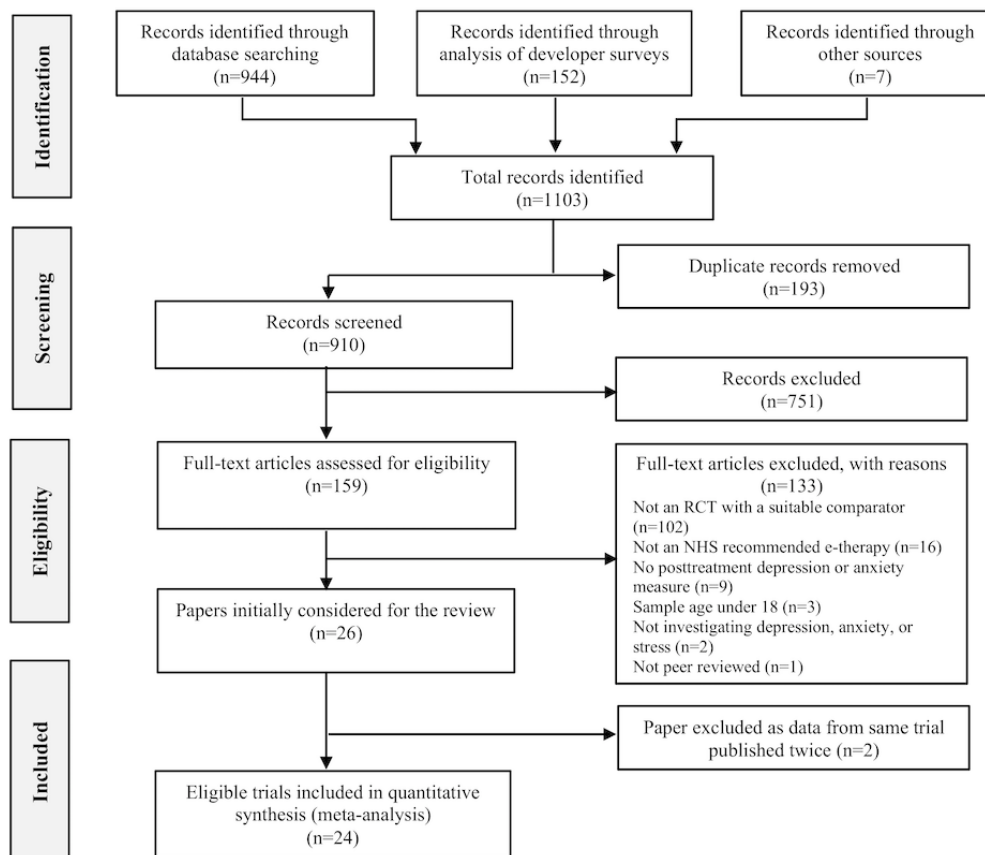 Identification
Records identified through
database searching
(n=944)
Records identified through
analysis of developer surveys
(n=152)
Records identified through
other sources
(n=7)
Total records identified
(n=1103)
Screening
Duplicate records removed
(n=193)
Records screened
(n=910)
Records excluded
(n=751)
Eligibility
Full-text articles assessed for eligibility
(n=159)
Full-text articles excluded, with reasons
(n=133)
Not an RCT with a suitable comparator
(n=102)
Not an NHS recommended e-therapy (n=16)
No posttreatment depression or anxiety
measure (n=9)
Sample age under 18 (n=3)
Not investigating depression, anxiety, or
stress (n=2)
Not peer reviewed (n=1)
Papers initially considered for the review
(n=26)
Included
Paper excluded as data from same trial
published twice (n=2)
Eligible trials included in quantitative
synthesis (meta-analysis)
(n=24)